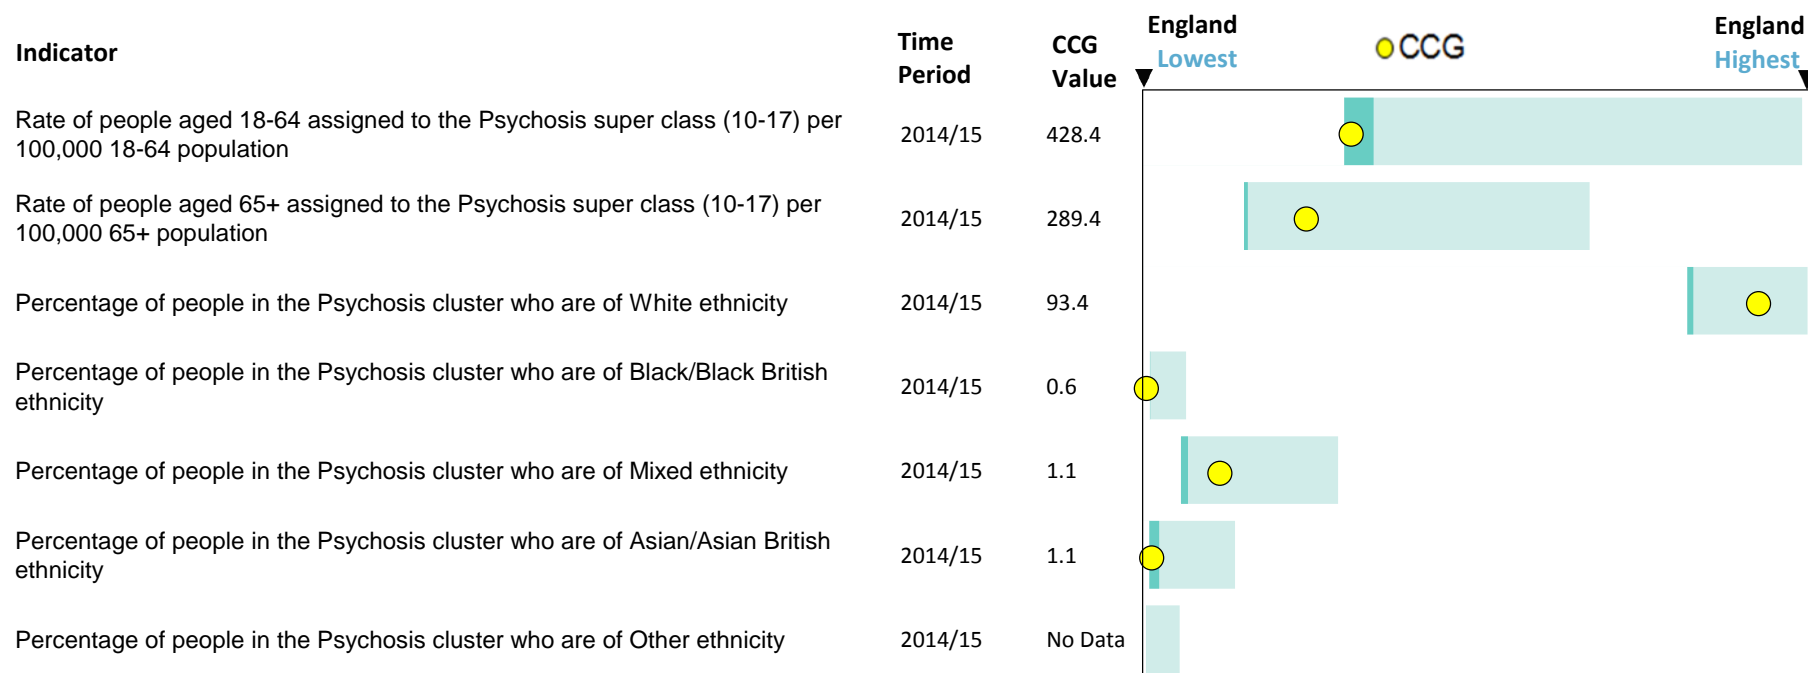 Indicator
Time
Period
CCG
Value
England
Lowest
CCG
England
Highest
Rate of people aged 18-64 assigned to the Psychosis super class (10-17) per
100,000 18-64 population
2014/15
428.4
Rate of people aged 65+ assigned to the Psychosis super class (10-17) per
100,000 65+ population
2014/15
289.4
Percentage of people in the Psychosis cluster who are of White ethnicity
2014/15
93.4
Percentage of people in the Psychosis cluster who are of Black/Black British
ethnicity
2014/15
0.6
Percentage of people in the Psychosis cluster who are of Mixed ethnicity
2014/15
1.1
Percentage of people in the Psychosis cluster who are of Asian/Asian British
ethnicity
2014/15
1.1
Percentage of people in the Psychosis cluster who are of Other ethnicity
2014/15
No Data